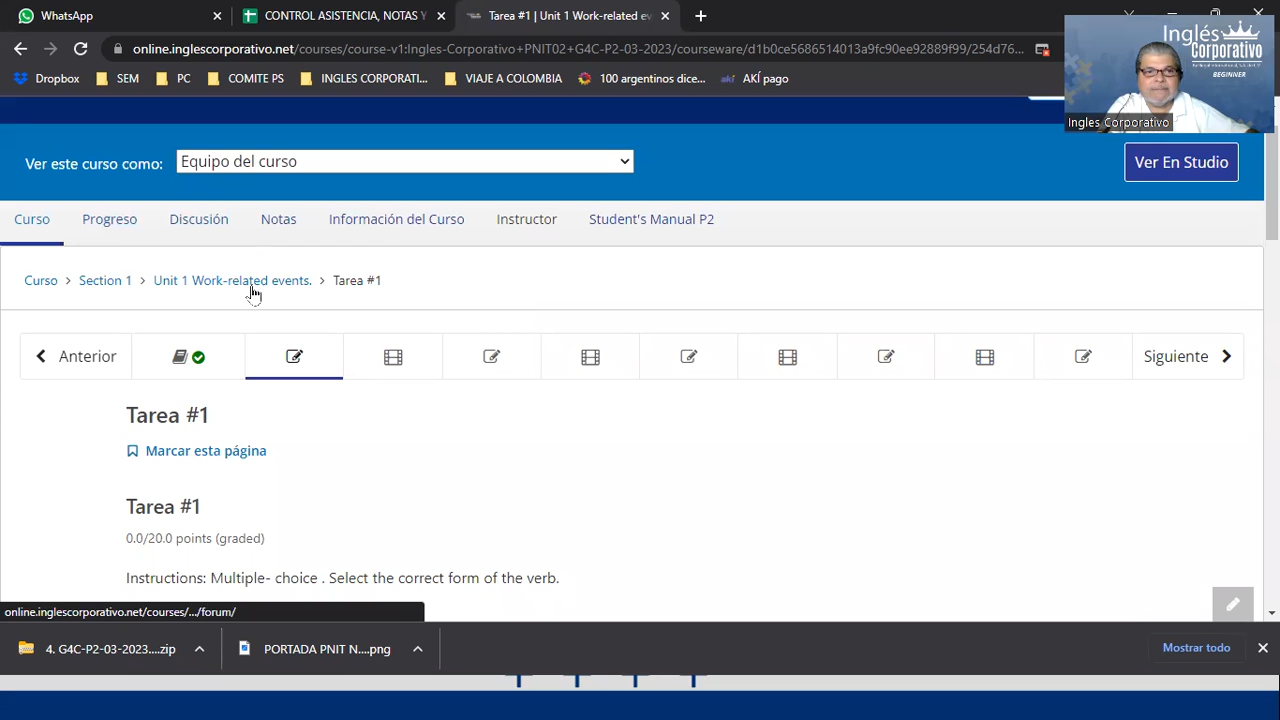 WhatsApp
CONTROL ASISTENCIA, NOTAS Y
Tarea #1 | Unit 1 Work-related ev
online.inglescorporativo.net/courses/course-v1:Ingles-Corporativo+PNIT02+G4C-P2-03-2023/courseware/d1b0ce5686514013a9fc90ee92889f99/254d76...
Dropbox
SEM
PC
COMITE PS
INGLES CORPORATI...
VIAJE A COLOMBIA
100 argentinos dice...
akí
AKÍ pago
Inglés
Corporativo
BEGINNER
Ingles Corporativo
Ver este curso como:
Equipo del curso
Ver En Studio
Curso
Progreso
Discusión
Notas
Información del Curso
Instructor
Student's Manual P2
Curso > Section 1 > Unit 1 Work-related events. > Tarea #1
Anterior
Siguiente
Tarea #1
Marcar esta página
Tarea #1
0.0/20.0 points (graded)
Instructions: Multiple- choice . Select the correct form of the verb.
online.inglescorporativo.net/courses/.../forum/
4. G4C-P2-03-2023....zip
PORTADA PNIT N....png
Mostrar todo